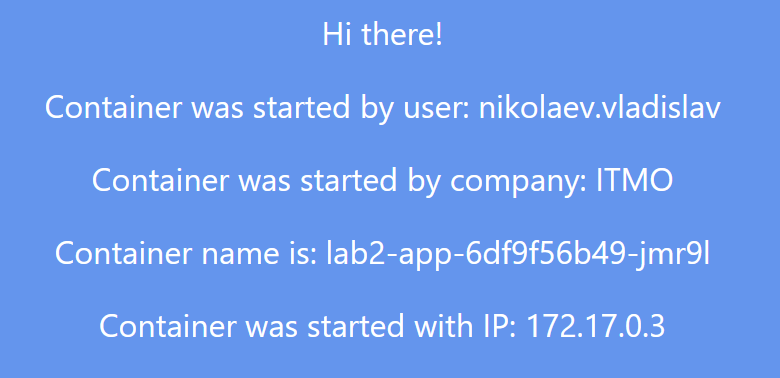 Hi there!
Container was started by user: nikolaev.vladislav
Container was started by company: ITMO
Container name is: lab2-app-6df9f56b49-jmr9l
Container was started with IP: 172.17.0.3